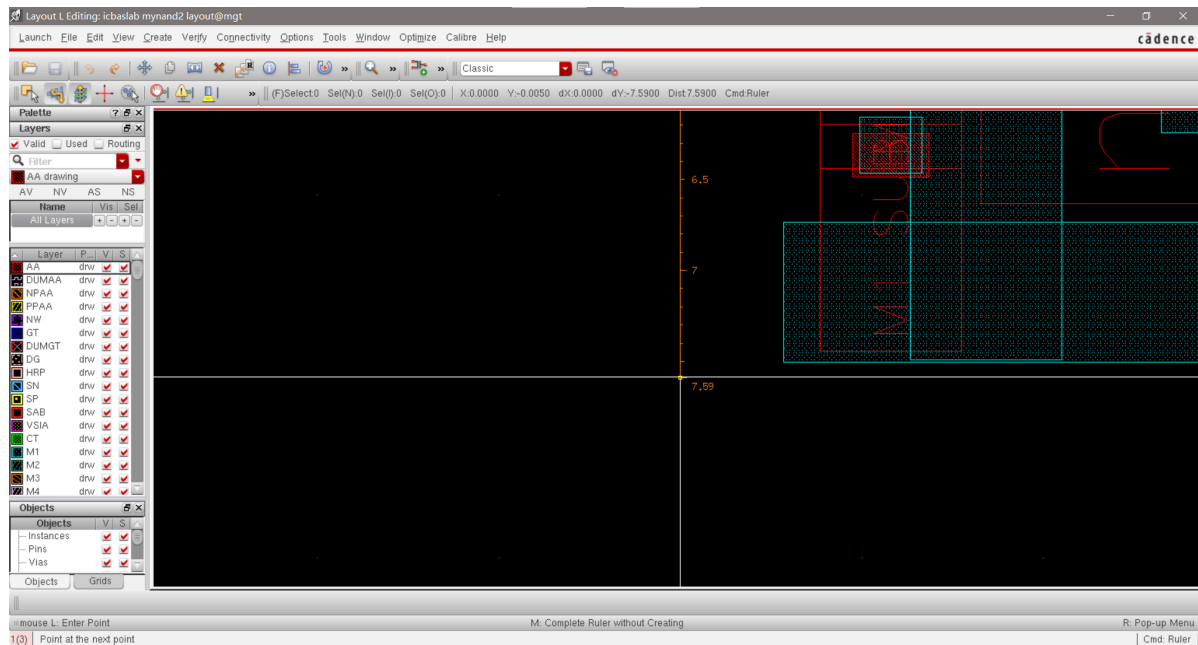 Layout L Editing: icbaslab mynand2 layout@mgt
Launch File Edit View Create Verify Connectivity Options Tools Window Optimize Calibre Help
cādence
» » » Classic
» (F)Select:0 Sel(N):0 Sel(I):0 Sel(O):0 X:0.0000 Y:-0.0050 dX:0.0000 dY:-7.5900 Dist:7.5900 Cmd:Ruler
Palette ?
Layers
Valid Used Routing
Filter
AA drawing
AV NV AS NS
Name Vis Sel
All Layers + - + -
Layer P... V S
AA drw
DUMAA drw
NPAA drw
PPAA drw
NW drw
GT drw
DUMGT drw
DG drw
HRP drw
SN drw
SP drw
SAB drw
VSIA drw
CT drw
M1 drw
M2 drw
M3 drw
M4 drw
Objects
Objects V S
Instances
Pins
Vias
Objects Grids
6.5
7
7.59
M1 SUB
mouse L: Enter Point M: Complete Ruler without Creating R: Pop-up Menu
1(3) Point at the next point Cmd: Ruler